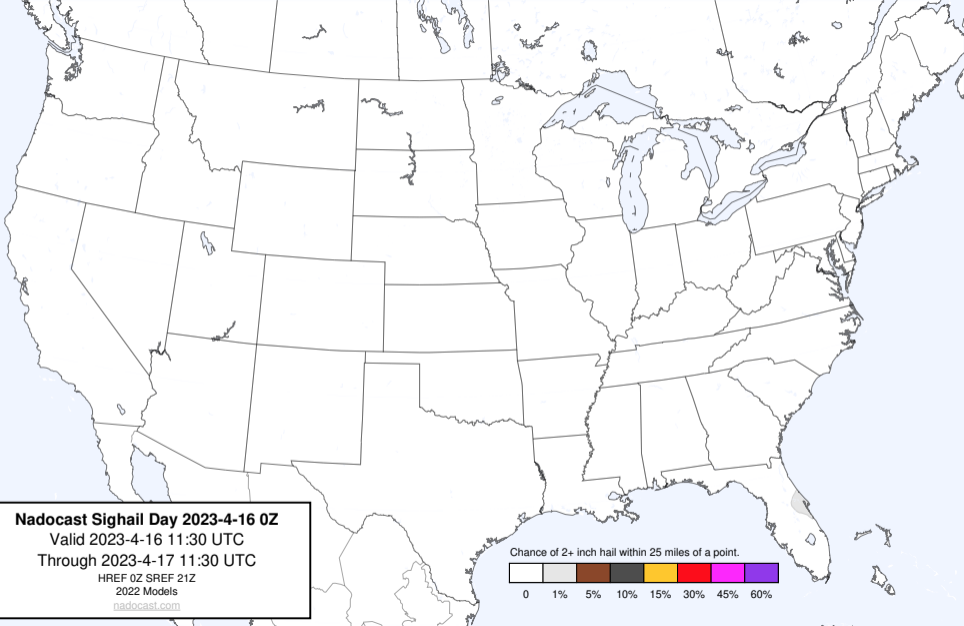 Nadocast Sighail Day 2023-4-16 0Z
Valid 2023-4-16 11:30 UTC
Through 2023-4-17 11:30 UTC
HREF 0Z SREF 21Z
2022 Models
nadocast.com
Chance of 2+ inch hail within 25 miles of a point.
0 1% 5% 10% 15% 30% 45% 60%